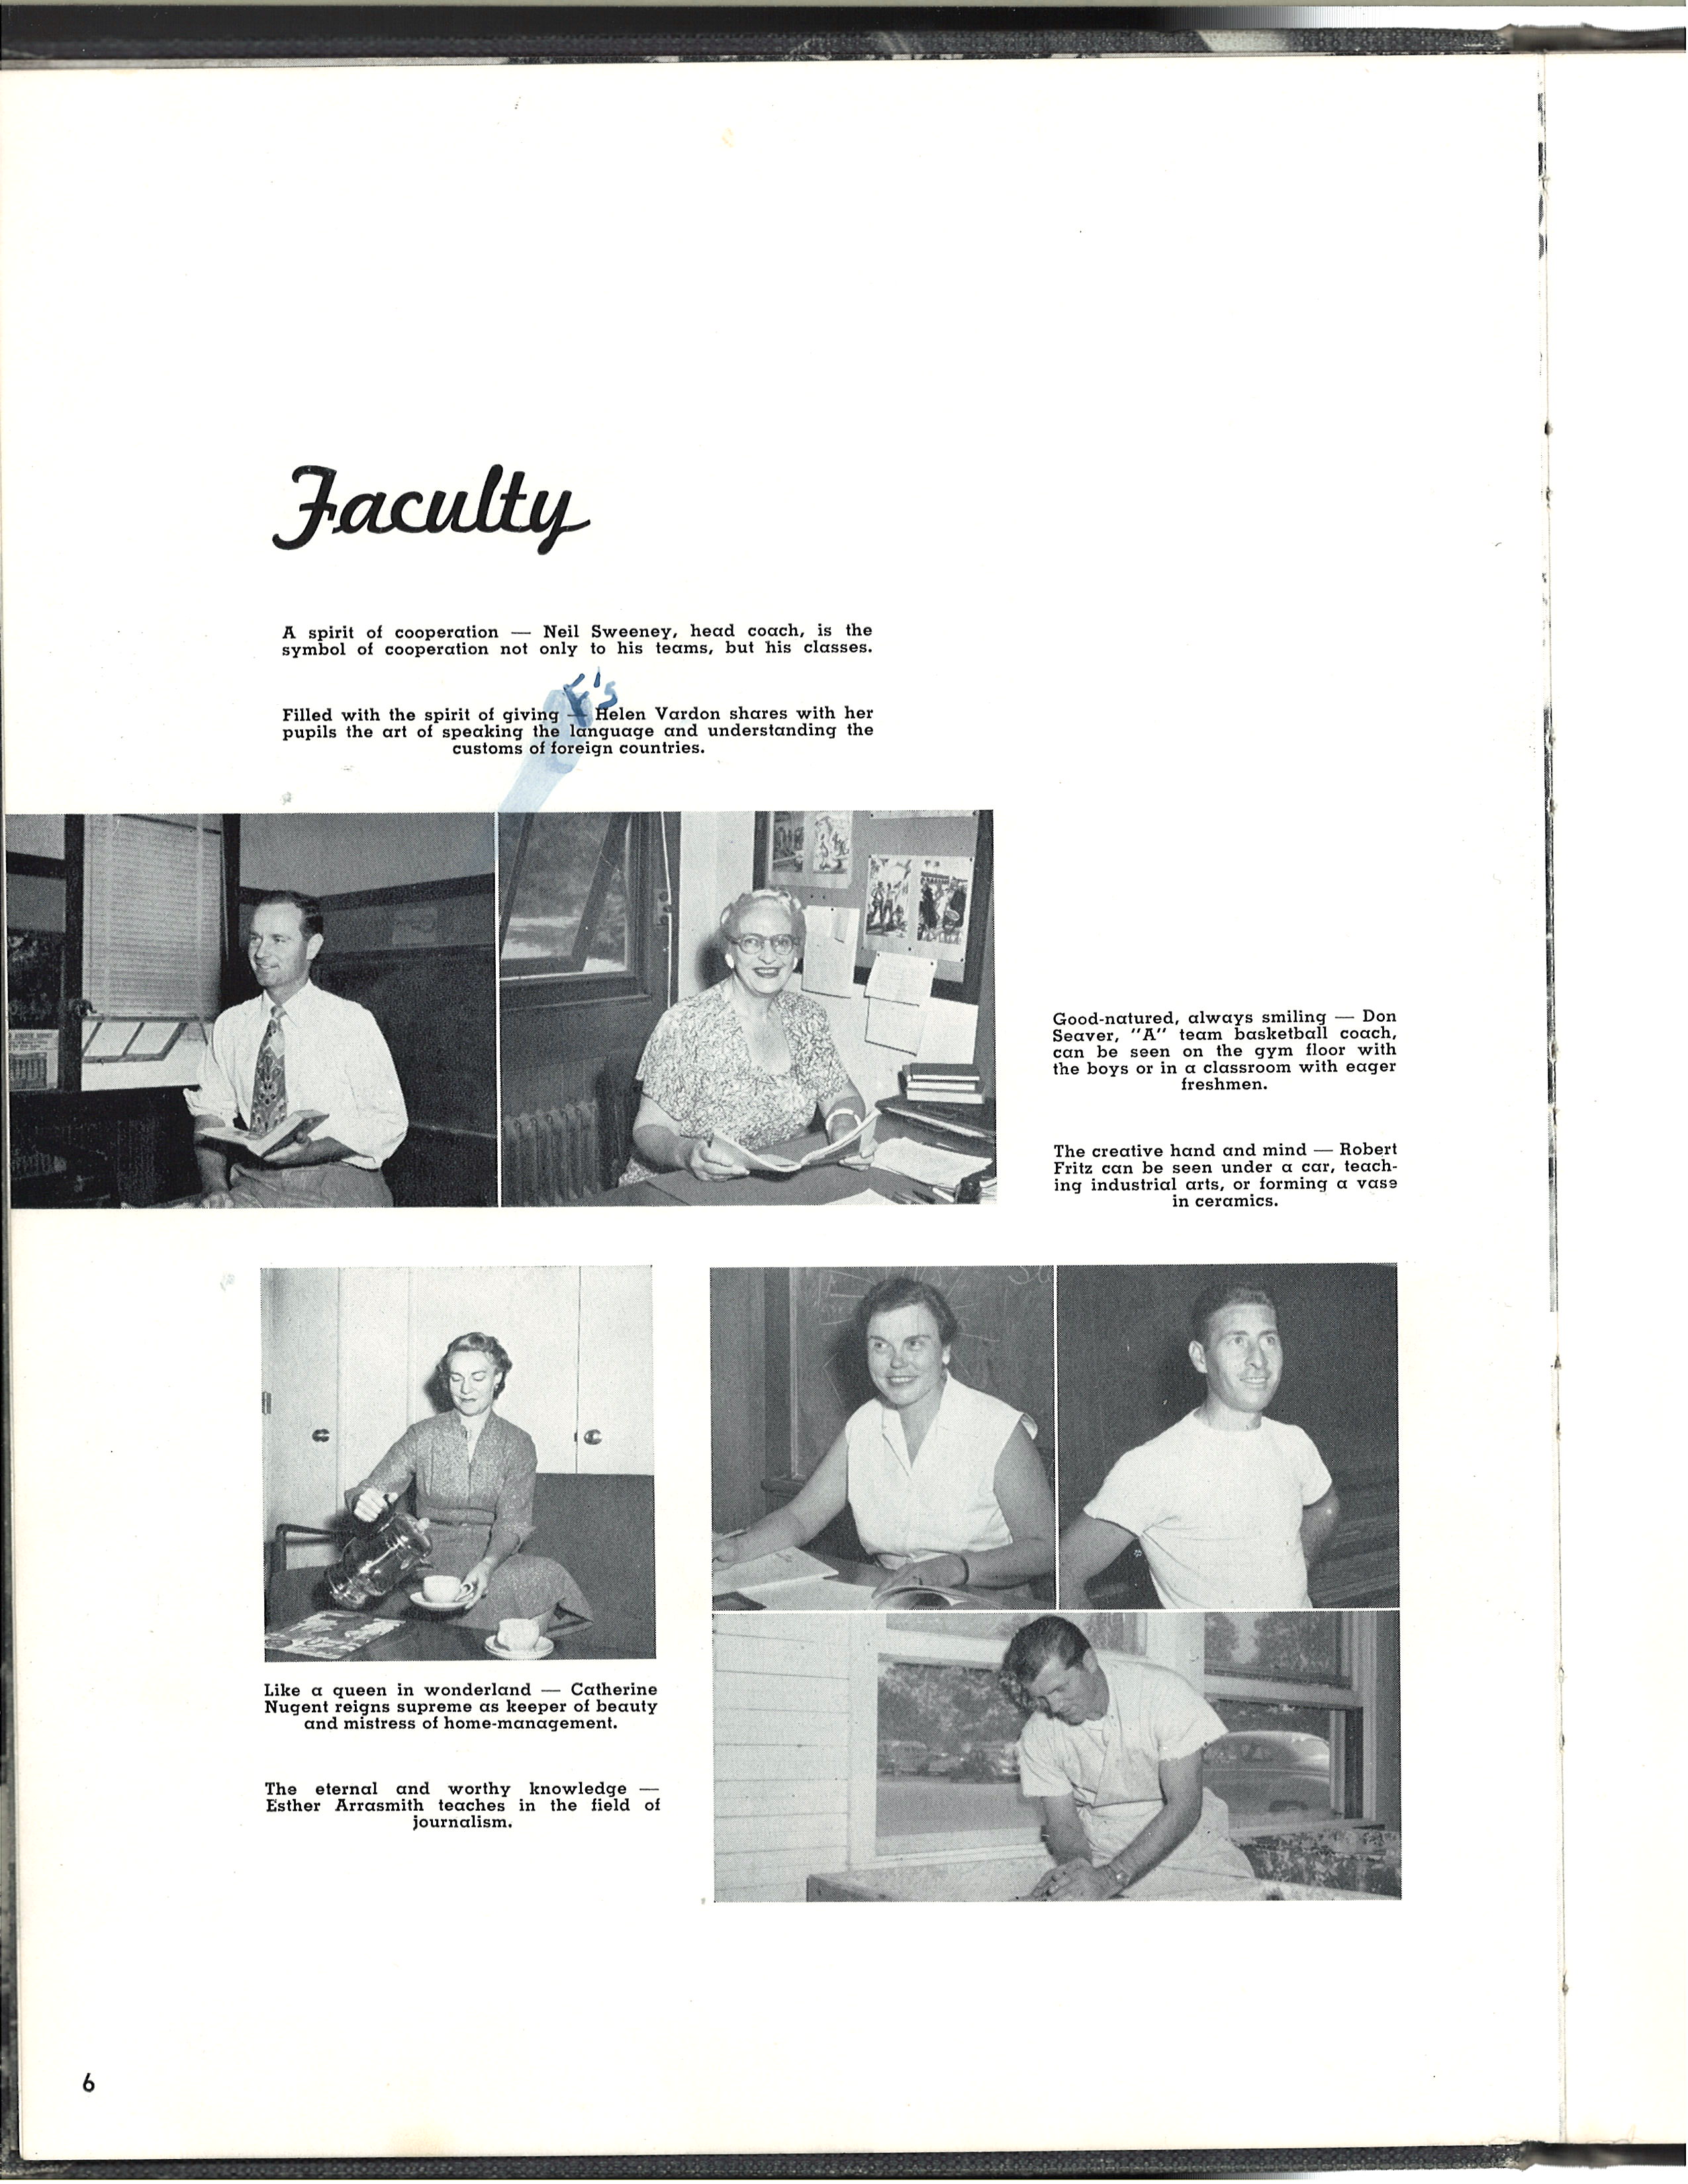 Faculty
A spirit of cooperation — Neil Sweeney, head coach, is the
symbol of cooperation not only to his teams, but his classes.
F's
Filled with the spirit of giving — Helen Vardon shares with her
pupils the art of speaking the language and understanding the
customs of foreign countries.
Good-natured, always smiling — Don
Seaver, "A" team basketball coach,
can be seen on the gym floor with
the boys or in a classroom with eager
freshmen.
The creative hand and mind — Robert
Fritz can be seen under a car, teach-
ing industrial arts, or forming a vase
in ceramics.
Like a queen in wonderland — Catherine
Nugent reigns supreme as keeper of beauty
and mistress of home-management.
The eternal and worthy knowledge —
Esther Arrasmith teaches in the field of
journalism.
6